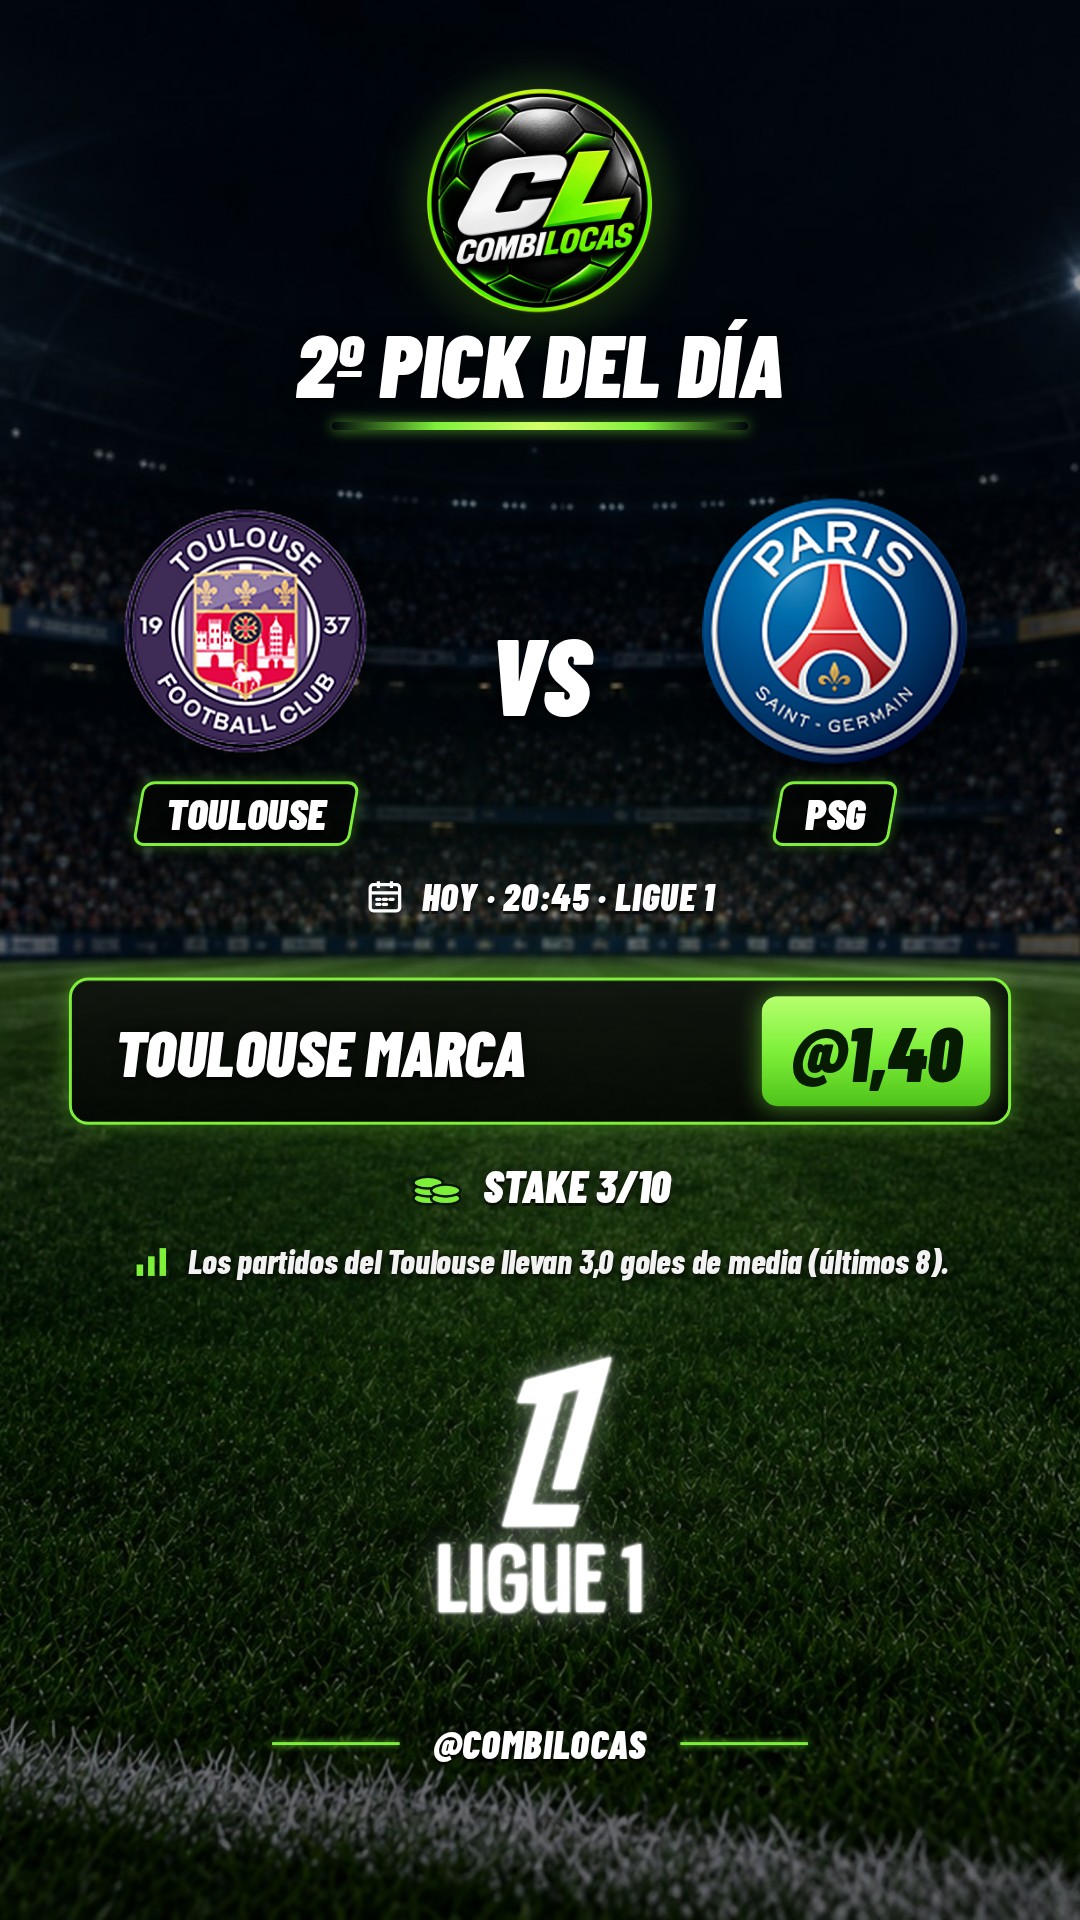 CL
COMBILOCAS
2º PICK DEL DÍA
TOULOUSE
19 37
FOOTBALL CLUB
PARIS
SAINT - GERMAIN
VS
TOULOUSE
PSG
HOY · 20:45 · LIGUE 1
TOULOUSE MARCA
@1,40
STAKE 3/10
Los partidos del Toulouse llevan 3,0 goles de media (últimos 8).
LIGUE 1
@COMBILOCAS